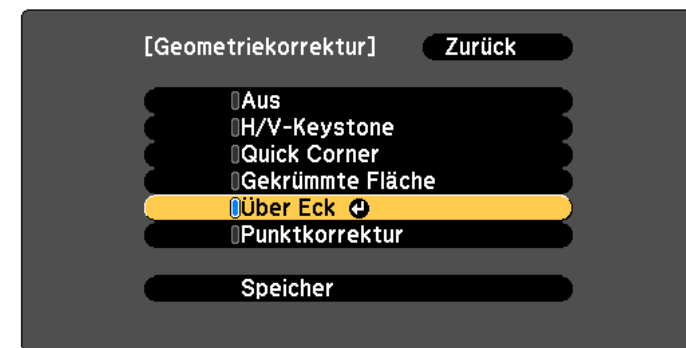 [Geometriekorrektur] Zurück
Aus
H/V-Keystone
Quick Corner
Gekrümmte Fläche
Über Eck
Punktkorrektur
Speicher